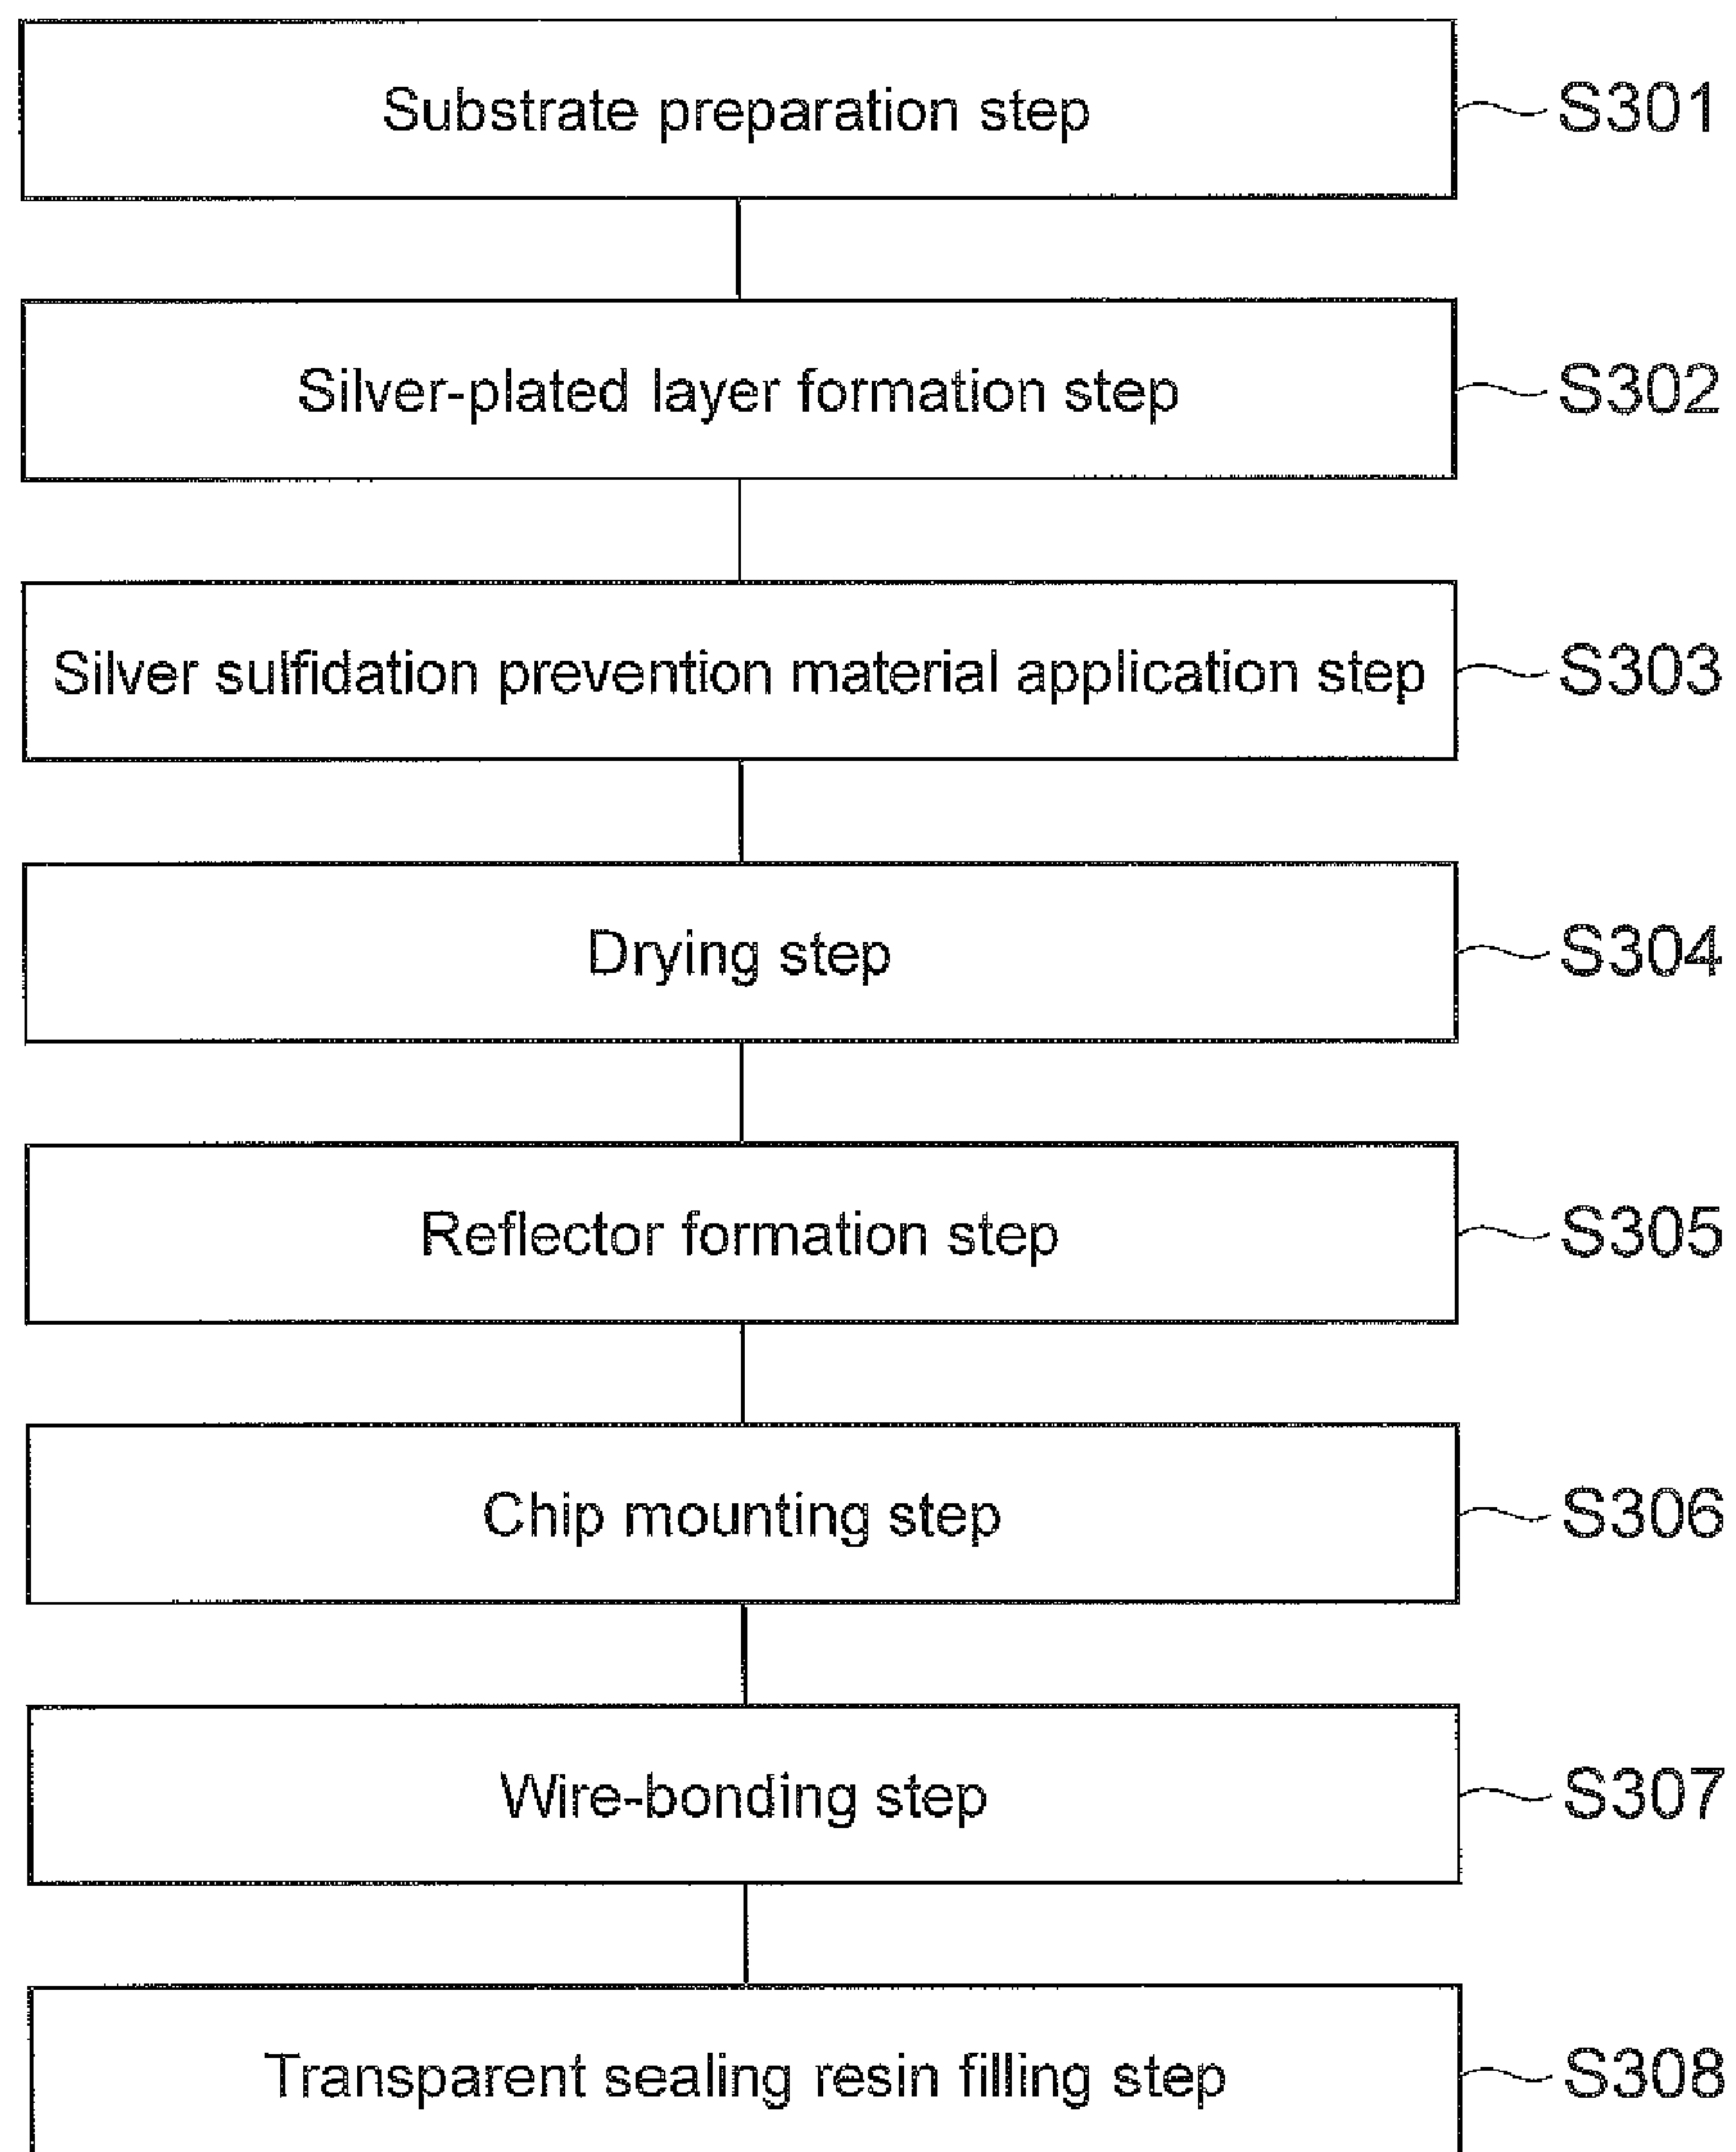 Substrate preparation step S301
Silver-plated layer formation step S302
Silver sulfidation prevention material application step S303
Drying step S304
Reflector formation step S305
Chip mounting step S306
Wire-bonding step S307
Transparent sealing resin filling step S308